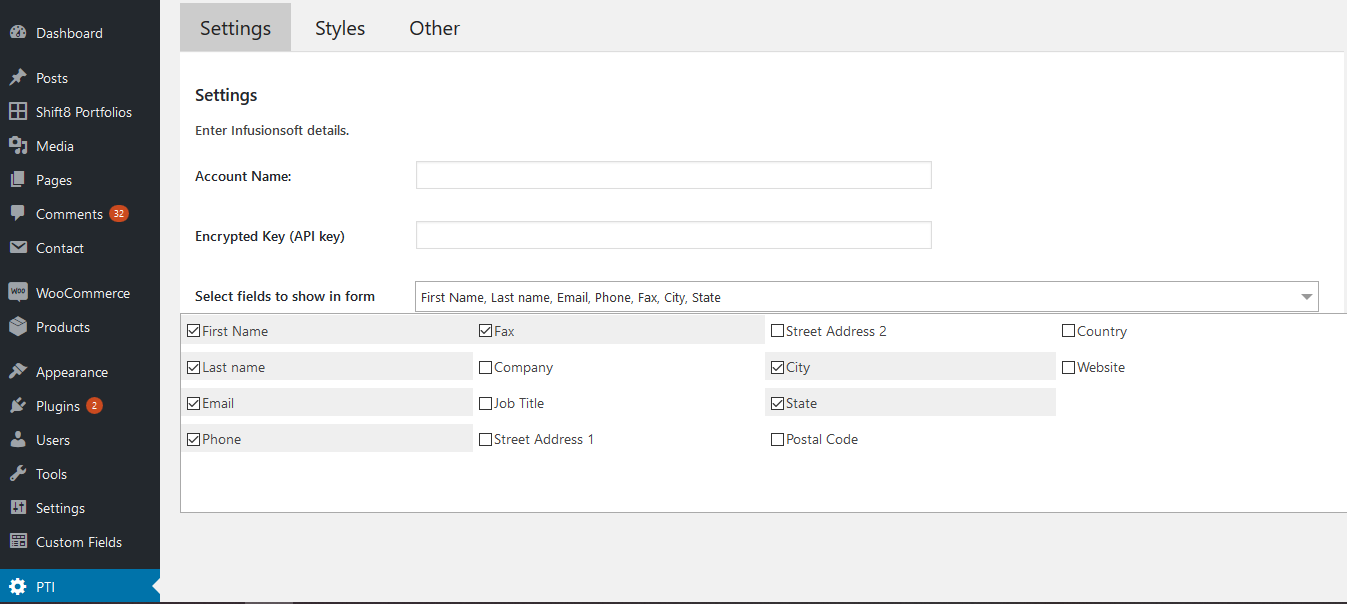 Dashboard
Posts
Shift8 Portfolios
Media
Pages
Comments 32
Contact
WOO WooCommerce
Products
Appearance
Plugins 2
Users
Tools
Settings
Custom Fields
PTI
Settings Styles Other
Settings
Enter Infusionsoft details.
Account Name:
Encrypted Key (API key)
Select fields to show in form First Name, Last name, Email, Phone, Fax, City, State
First Name Fax Street Address 2 Country
Last name Company City Website
Email Job Title State
Phone Street Address 1 Postal Code